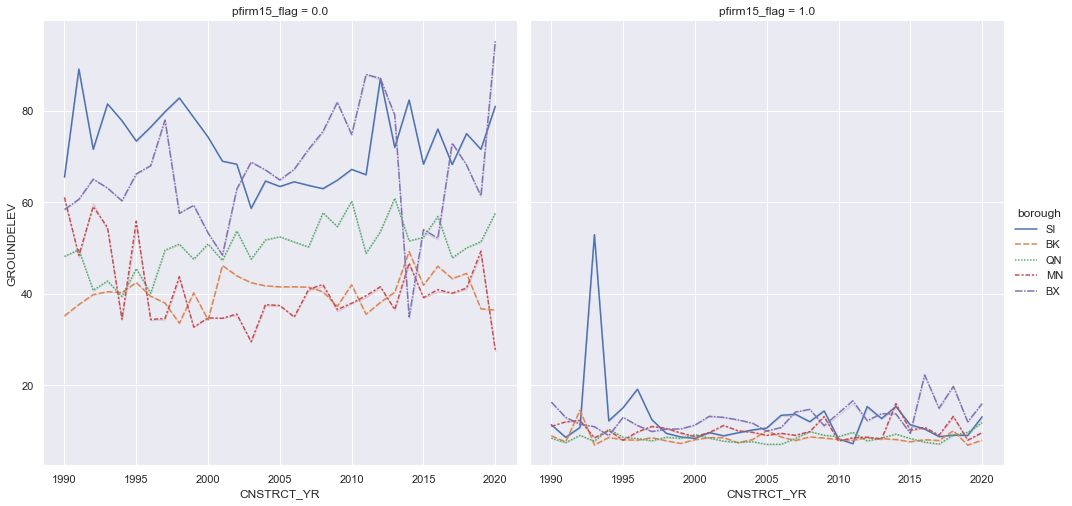 pfirm15_flag = 0.0
pfirm15_flag = 1.0
GROUNDELEV
80
60
40
20
1990 1995 2000 2005 2010 2015 2020
CNSTRCT_YR
1990 1995 2000 2005 2010 2015 2020
CNSTRCT_YR
borough
SI
BK
QN
MN
BX